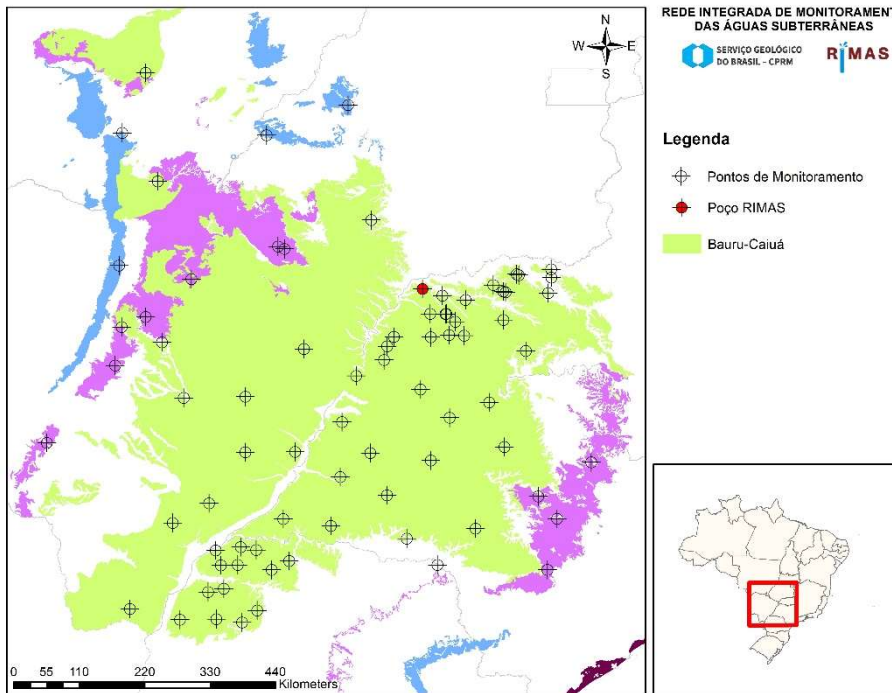 N
W E
S
REDE INTEGRADA DE MONITORAMENT
DAS ÁGUAS SUBTERRÂNEAS
SERVIÇO GEOLÓGICO
DO BRASIL - CPRM
RIMAS
Legenda
Pontos de Monitoramento
Poço RIMAS
Bauru-Caiuá
0 55 110 220 330 440
Kilometers